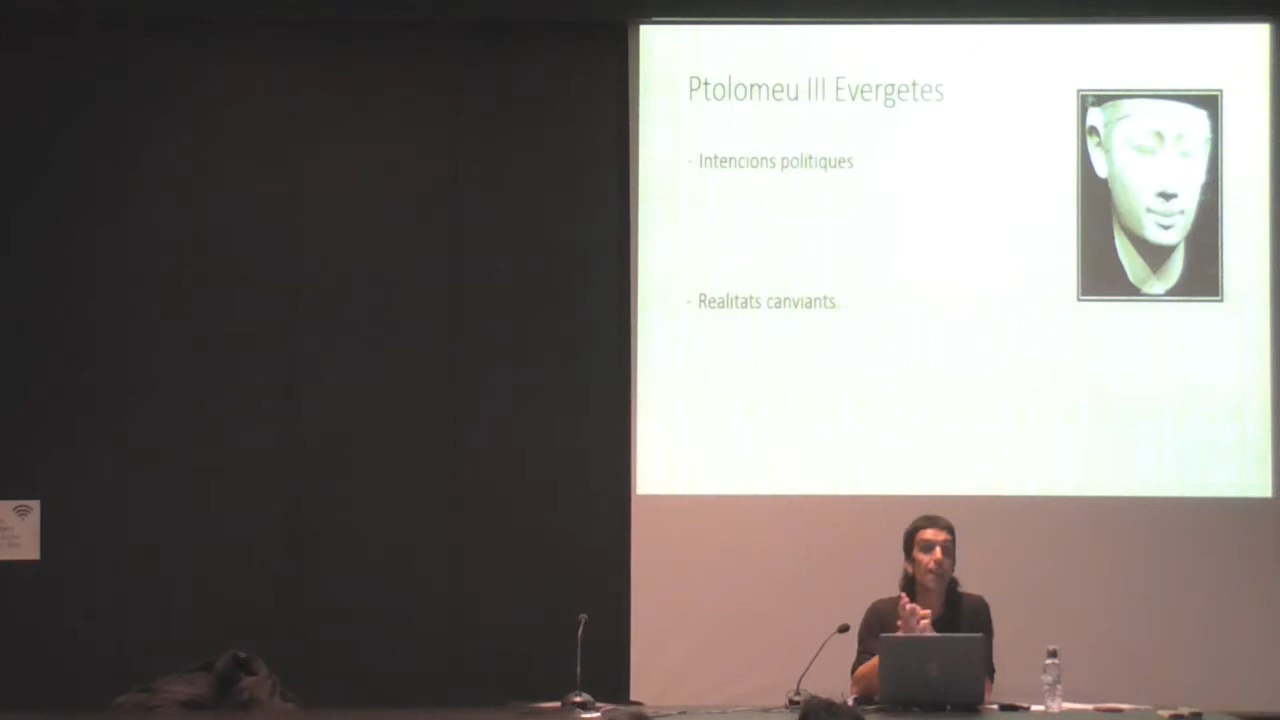 Ptolomeu III Evergetes
- Intencions polítiques
- Realitats canviants.